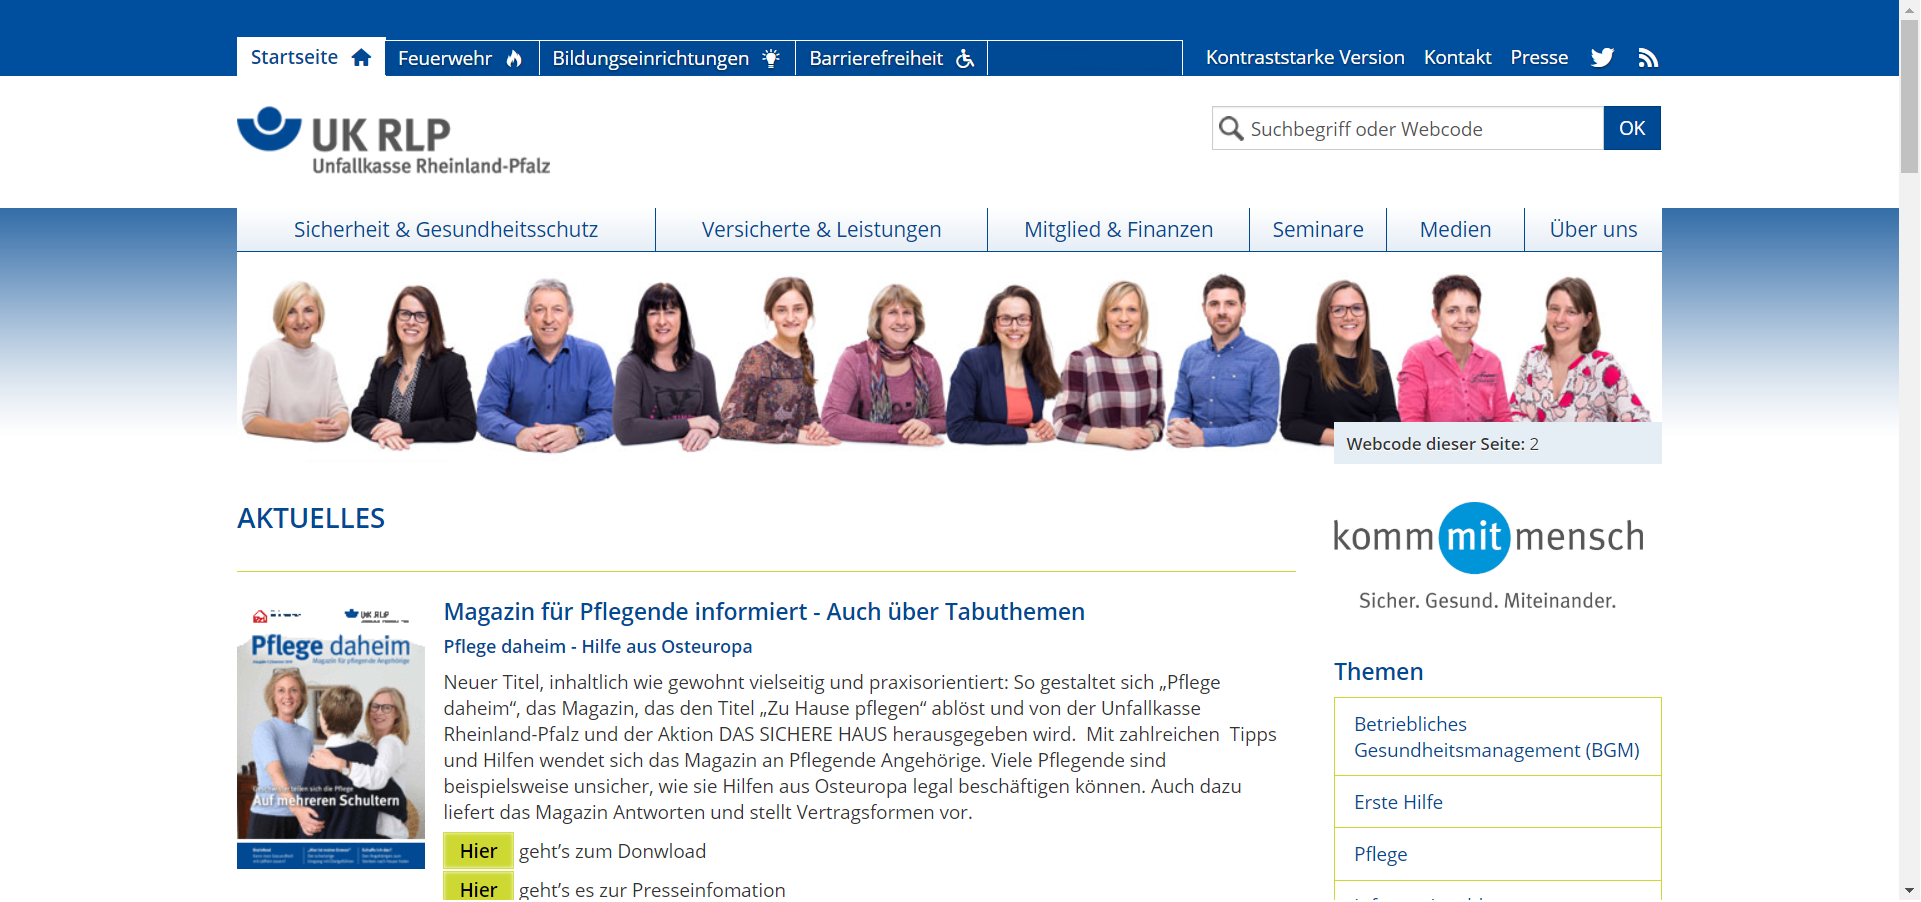 Startseite
Feuerwehr
Bildungseinrichtungen
Barrierefreiheit
Kontraststarke Version
Kontakt
Presse
UK RLP
Unfallkasse Rheinland-Pfalz
Suchbegriff oder Webcode
OK
Sicherheit & Gesundheitsschutz
Versicherte & Leistungen
Mitglied & Finanzen
Seminare
Medien
Über uns
Webcode dieser Seite: 2
AKTUELLES
Pflege daheim
Magazin für pflegende Angehörige
Auf mehreren Schultern
Magazin für Pflegende informiert - Auch über Tabuthemen
Pflege daheim - Hilfe aus Osteuropa
Neuer Titel, inhaltlich wie gewohnt vielseitig und praxisorientiert: So gestaltet sich „Pflege
daheim“, das Magazin, das den Titel „Zu Hause pflegen“ ablöst und von der Unfallkasse
Rheinland-Pfalz und der Aktion DAS SICHERE HAUS herausgegeben wird. Mit zahlreichen Tipps
und Hilfen wendet sich das Magazin an Pflegende Angehörige. Viele Pflegende sind
beispielsweise unsicher, wie sie Hilfen aus Osteuropa legal beschäftigen können. Auch dazu
liefert das Magazin Antworten und stellt Vertragsformen vor.
Hier geht’s zum Donwload
Hier geht’s es zur Presseinfomation
komm mit mensch
Sicher. Gesund. Miteinander.
Themen
Betriebliches
Gesundheitsmanagement (BGM)
Erste Hilfe
Pflege